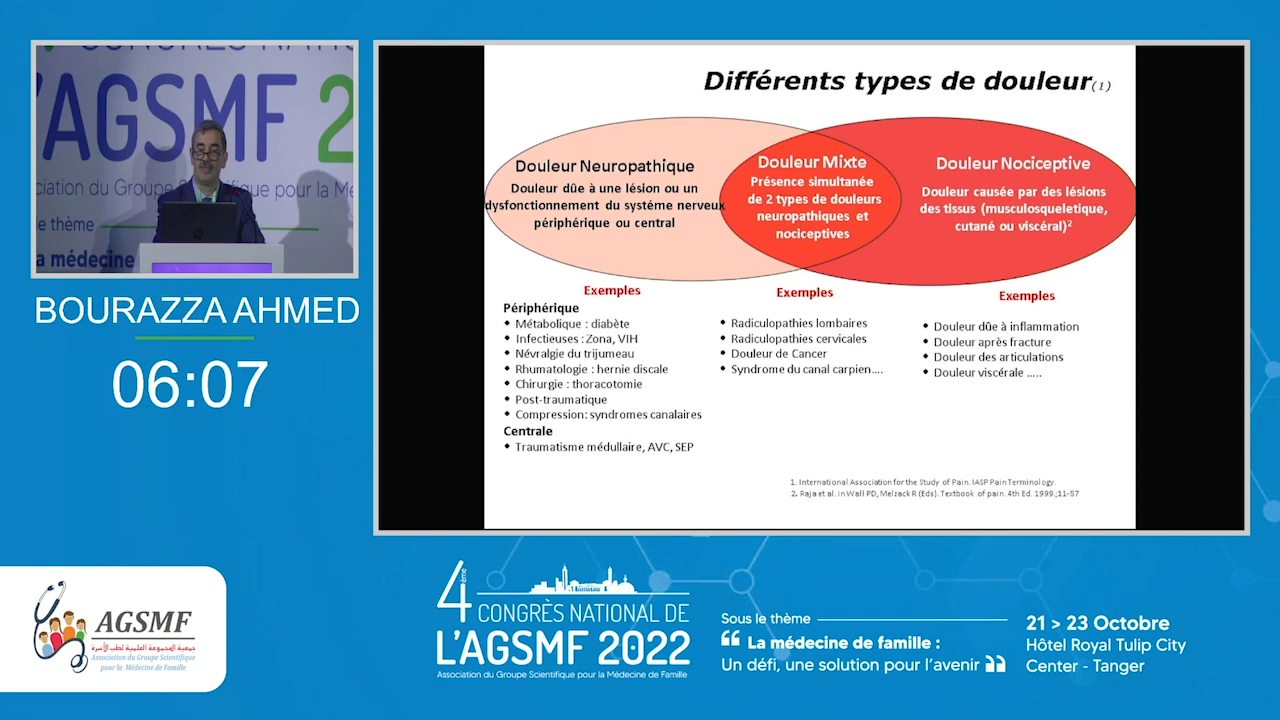 CONGRÈS NATI
L'AGSMF 2
ciation du Groupe Scientifique pour la Mé
le thème
a médecine
BOURAZZA AHMED
06:07
Différents types de douleur(1)
Douleur Neuropathique
Douleur dûe à une lésion ou un
dysfonctionnement du systéme nerveux
périphérique ou central
Douleur Mixte
Présence simultanée
de 2 types de douleurs
neuropathiques et
nociceptives
Douleur Nociceptive
Douleur causée par des lésions
des tissus (musculosqueletique,
cutané ou viscéral)2
Exemples
Périphérique
• Métabolique : diabète
• Infectieuses : Zona, VIH
• Névralgie du trijumeau
• Rhumatologie : hernie discale
• Chirurgie : thoracotomie
• Post-traumatique
• Compression: syndromes canalaires
Centrale
• Traumatisme médullaire, AVC, SEP
Exemples
• Radiculopathies lombaires
• Radiculopathies cervicales
• Douleur de Cancer
• Syndrome du canal carpien....
Exemples
• Douleur dûe à inflammation
• Douleur après fracture
• Douleur des articulations
• Douleur viscérale .....
1. International Association for the Study of Pain. IASP Pain Terminology.
2. Raja et al. in Wall PD, Melzack R (Eds). Textbook of pain. 4th Ed. 1999.;11-57
AGSMF
جمعية المجموعة العلمية لطب الأسرة
Association du Groupe Scientifique
pour la Médecine de Famille
4ème
CONGRÈS NATIONAL DE
L'AGSMF 2022
Association du Groupe Scientifique pour la Médecine de Famille
Sous le thème
“ La médecine de famille :
Un défi, une solution pour l'avenir ”
21 > 23 Octobre
Hôtel Royal Tulip City
Center - Tanger